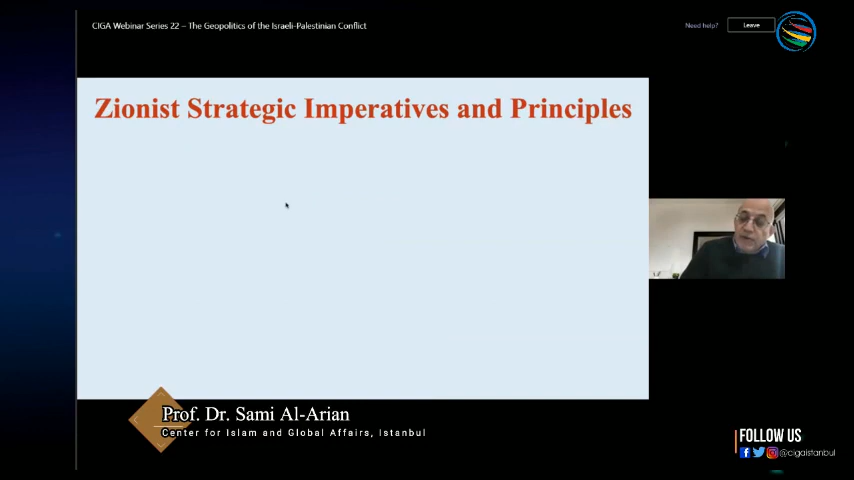 CIGA Webinar Series 22 – The Geopolitics of the Israeli-Palestinian Conflict
Need help?
Leave
Zionist Strategic Imperatives and Principles
Prof. Dr. Sami Al-Arian
Center for Islam and Global Affairs, Istanbul
FOLLOW US
@cigaistanbul